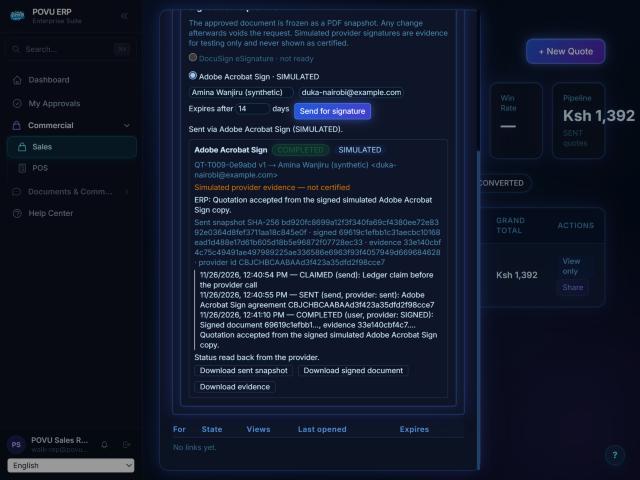 POVU ERP
Enterprise Suite
Search...
Dashboard
My Approvals
Commercial
Sales
POS
Documents & Comm...
Help Center
PS
POVU Sales R...
walk-rep@povu...
English
The approved document is frozen as a PDF snapshot. Any change
afterwards voids the request. Simulated provider signatures are evidence
for testing only and never shown as certified.
DocuSign eSignature · not ready
Adobe Acrobat Sign · SIMULATED
Amina Wanjiru (synthetic)
duka-nairobi@example.com
Expires after 14 days
Send for signature
Sent via Adobe Acrobat Sign (SIMULATED).
Adobe Acrobat Sign COMPLETED SIMULATED
QT-T009-0e9abd v1 → Amina Wanjiru (synthetic) <duka-
nairobi@example.com>
Simulated provider evidence — not certified
ERP: Quotation accepted from the signed simulated Adobe Acrobat
Sign copy.
Sent snapshot SHA-256 bd920fc8699a12f3f340fa69cf4380ee72e83
92e0364d8fef3711aa18c845e0f · signed 69619c1efbb1c31aecbc10168
ead1d488e17d61b605d18b5e96872f07728ec33 · evidence 33e140cbf
4c75c49491ae497989225ae336586e6963f93f4057949d669684628
· provider id CBJCHBCAABAAd3f423a35dfd2f98cce7
11/26/2026, 12:40:54 PM — CLAIMED (send): Ledger claim before
the provider call
11/26/2026, 12:40:55 PM — SENT (send, provider: sent): Adobe
Acrobat Sign agreement CBJCHBCAABAAd3f423a35dfd2f98cce7
11/26/2026, 12:41:10 PM — COMPLETED (user, provider: SIGNED):
Signed document 69619c1efbb1..., evidence 33e140cbf4c7....
Quotation accepted from the signed simulated Adobe Acrobat Sign
copy.
Status read back from the provider.
Download sent snapshot
Download signed document
Download evidence
For State Views Last opened Expires
No links yet.
+ New Quote
Win
Rate
—
Pipeline
Ksh 1,392
SENT
quotes
CONVERTED
GRAND
TOTAL
ACTIONS
Ksh 1,392
View
only
Share
?